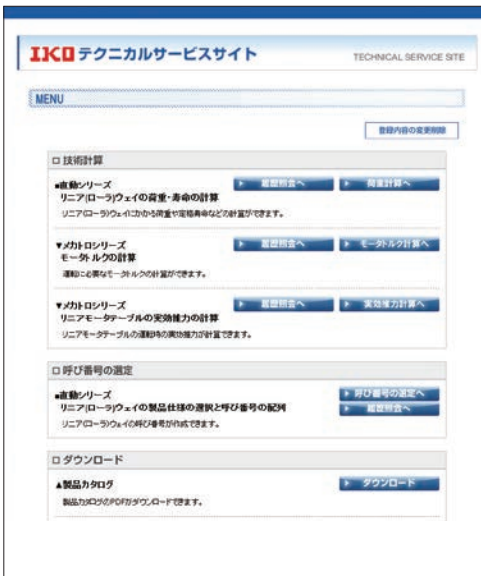 IKO テクニカルサービスサイト
TECHNICAL SERVICE SITE
MENU
登録内容の変更削除
□ 技術計算
■直動シリーズ
リニア(ローラ)ウェイの荷重・寿命の計算
リニア(ローラ)ウェイにかかる荷重や定格寿命などの計算ができます。
▶ 履歴照会へ
▶ 荷重計算へ
▼メカトロシリーズ
モータトルクの計算
運転に必要なモータトルクの計算ができます。
▶ 履歴照会へ
▶ モータトルク計算へ
▼メカトロシリーズ
リニアモータテーブルの実効推力の計算
リニアモータテーブルの運転時の実効推力が計算できます。
▶ 履歴照会へ
▶ 実効推力計算へ
□ 呼び番号の選定
■直動シリーズ
リニア(ローラ)ウェイの製品仕様の選択と呼び番号の配列
リニア(ローラ)ウェイの呼び番号が作成できます。
▶ 呼び番号の選定へ
▶ 履歴照会へ
□ ダウンロード
▲製品カタログ
製品カタログのPDFがダウンロードできます。
▶ ダウンロード